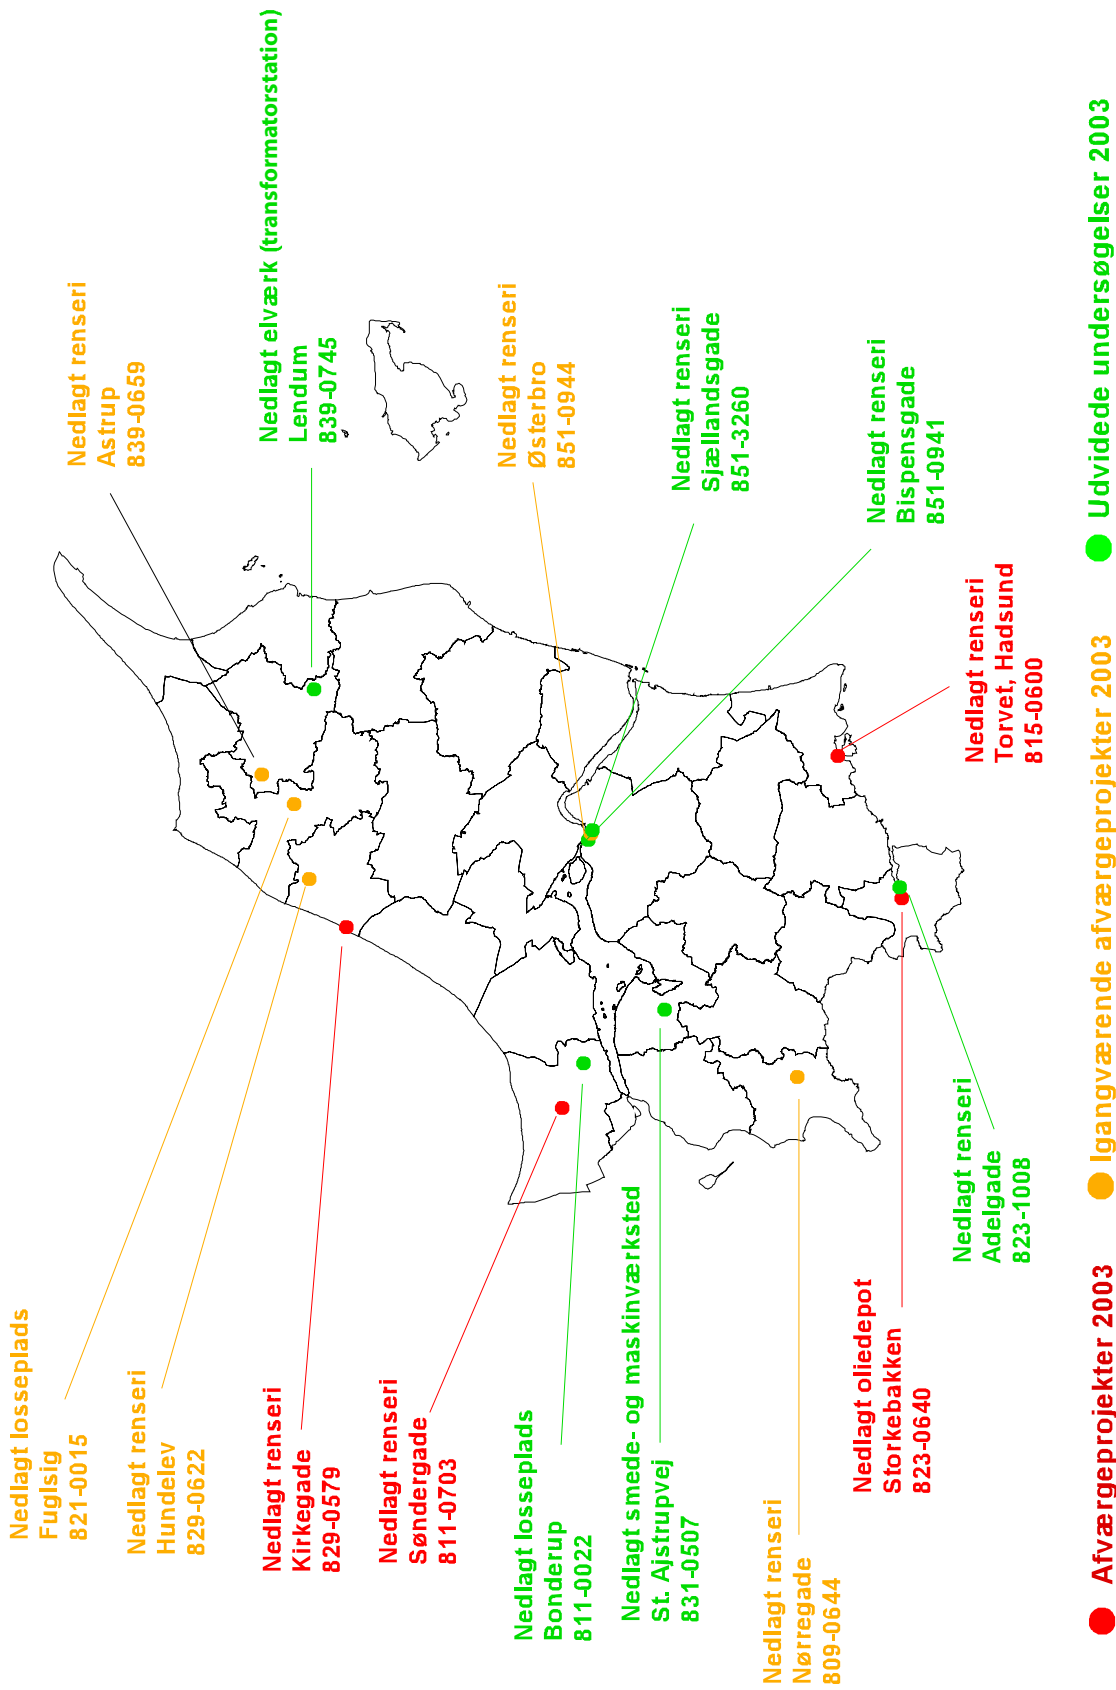 Nedlagt losseplads
Fuglsig
821-0015
Nedlagt renseri
Hundelev
829-0622
Nedlagt renseri
Kirkegade
829-0579
Nedlagt renseri
Søndergade
811-0703
Nedlagt losseplads
Bonderup
811-0022
Nedlagt smede- og maskinværksted
St. Ajstrupvej
831-0507
Nedlagt renseri
Nørregade
809-0644
Nedlagt oliedepot
Storkebakken
823-0640
Nedlagt renseri
Adelgade
823-1008
Nedlagt renseri
Astrup
839-0659
Nedlagt elværk (transformatorstation)
Lendum
839-0745
Nedlagt renseri
Østerbro
851-0944
Nedlagt renseri
Sjællandsgade
851-3260
Nedlagt renseri
Bispensgade
851-0941
Nedlagt renseri
Torvet, Hadsund
815-0600
Afværgeprojekter 2003
Igangværende afværgeprojekter 2003
Udvidede undersøgelser 2003